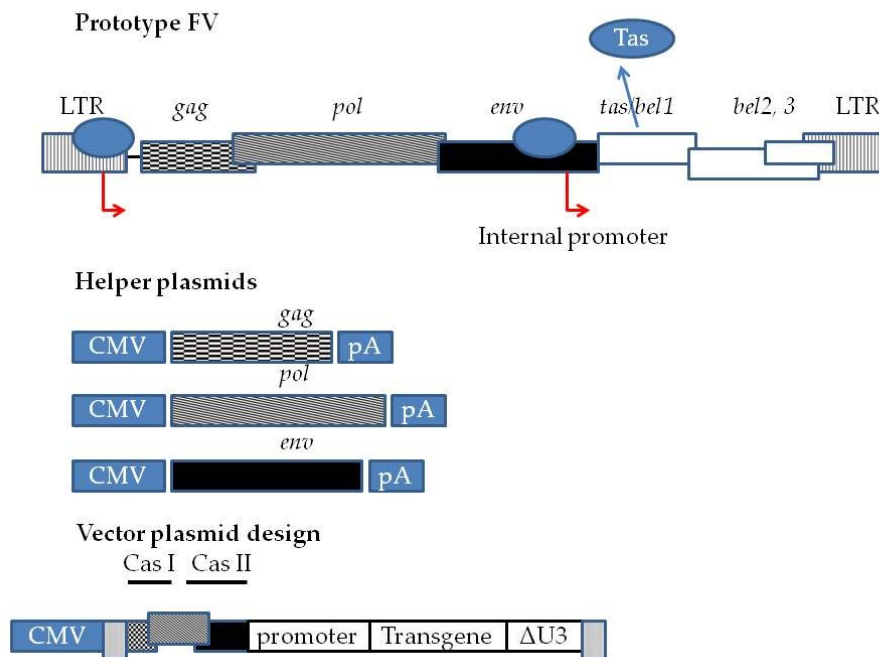 Prototype FV
Tas
LTR gag pol env tas/bel1 bel2, 3 LTR
Internal promoter
Helper plasmids
gag
CMV pA
pol
CMV pA
env
CMV pA
Vector plasmid design
Cas I Cas II
CMV promoter Transgene ΔU3